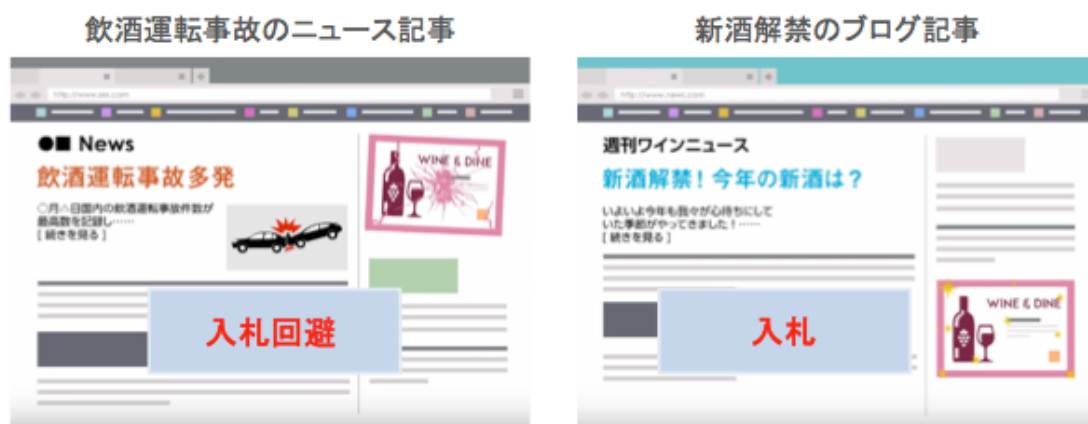 飲酒運転事故のニュース記事
http://www.sss.com
●■ News
飲酒運転事故多発
○月△日国内の飲酒運転事故件数が
最高数を記録し……
[ 続きを見る ]
WINE & DINE
入札回避
新酒解禁のブログ記事
http://www.news.com
週刊ワインニュース
新酒解禁！今年の新酒は？
いよいよ今年も我々が心待ちにして
いた季節がやってきました！……
[ 続きを見る ]
WINE & DINE
入札